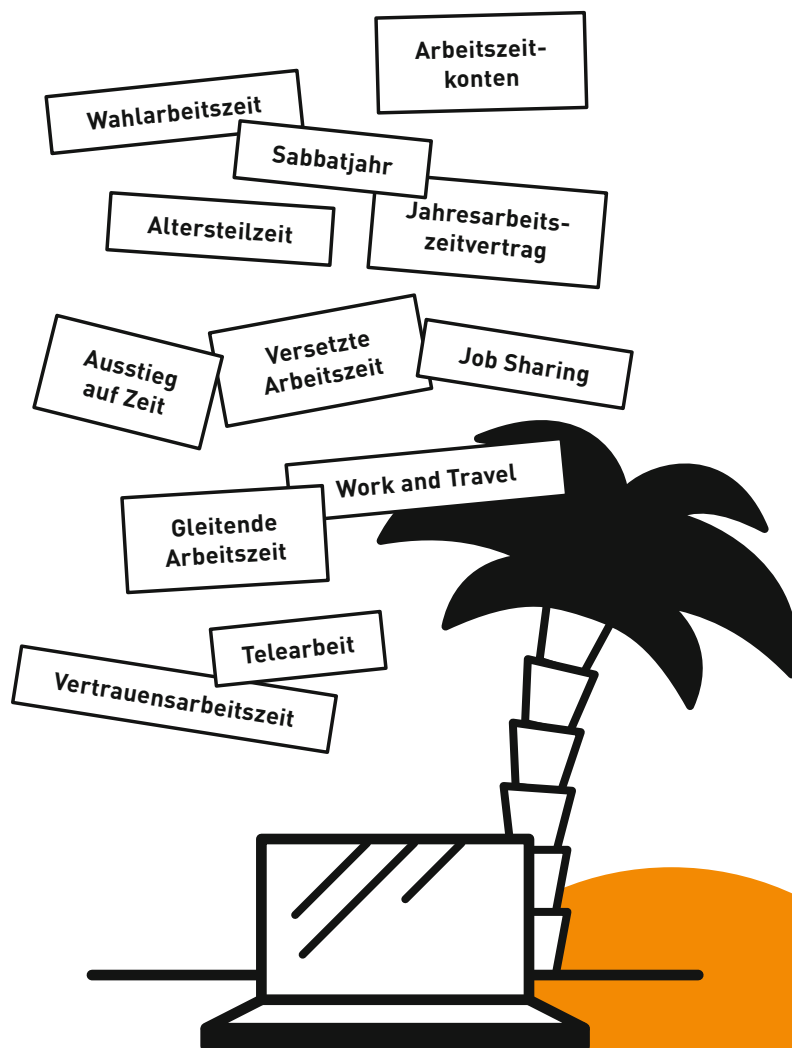 Arbeitszeit-
konten
Wahlarbeitszeit
Sabbatjahr
Jahresarbeits-
zeitvertrag
Altersteilzeit
Versetzte
Arbeitszeit
Job Sharing
Ausstieg
auf Zeit
Work and Travel
Gleitende
Arbeitszeit
Telearbeit
Vertrauensarbeitszeit